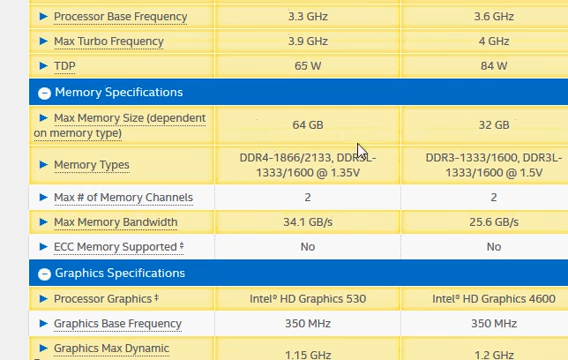 Processor Base Frequency 3.3 GHz 3.6 GHz
Max Turbo Frequency 3.9 GHz 4 GHz
TDP 65 W 84 W
Memory Specifications
Max Memory Size (dependent
on memory type) 64 GB 32 GB
DDR4-1866/2133, DDR3L- DDR3-1333/1600, DDR3L-
Memory Types
1333/1600 @ 1.35V 1333/1600 @ 1.5V
Max # of Memory Channels 2 2
Max Memory Bandwidth 34.1 GB/s 25.6 GB/s
ECC Memory Supported ‡ No No
Graphics Specifications
Processor Graphics ‡ Intel® HD Graphics 530 Intel® HD Graphics 4600
Graphics Base Frequency 350 MHz 350 MHz
Graphics Max Dynamic
1.15 GHz 1.2 GHz